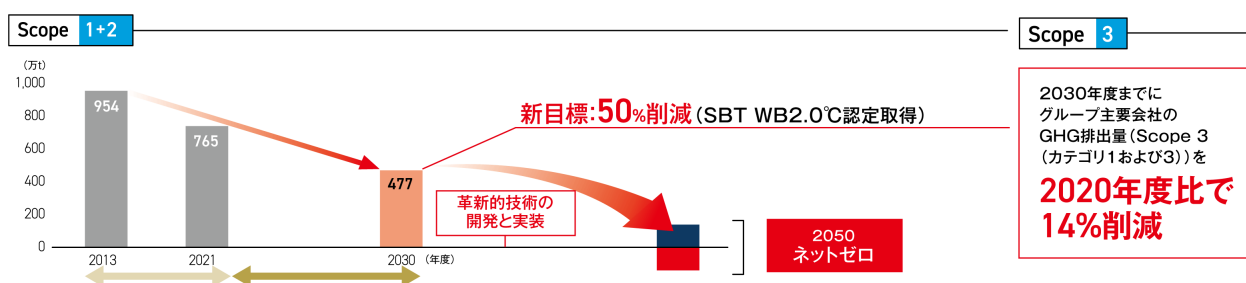 Scope 1+2
(万t)
1,000
800
600
400
200
0
954
765
477
2013
2021
2030
(年度)
新目標:50%削減(SBT WB2.0℃認定取得)
革新的技術の
開発と実装
2050
ネットゼロ
Scope 3
2030年度までに
グループ主要会社の
GHG排出量(Scope 3
(カテゴリ1および3))を
2020年度比で
14%削減